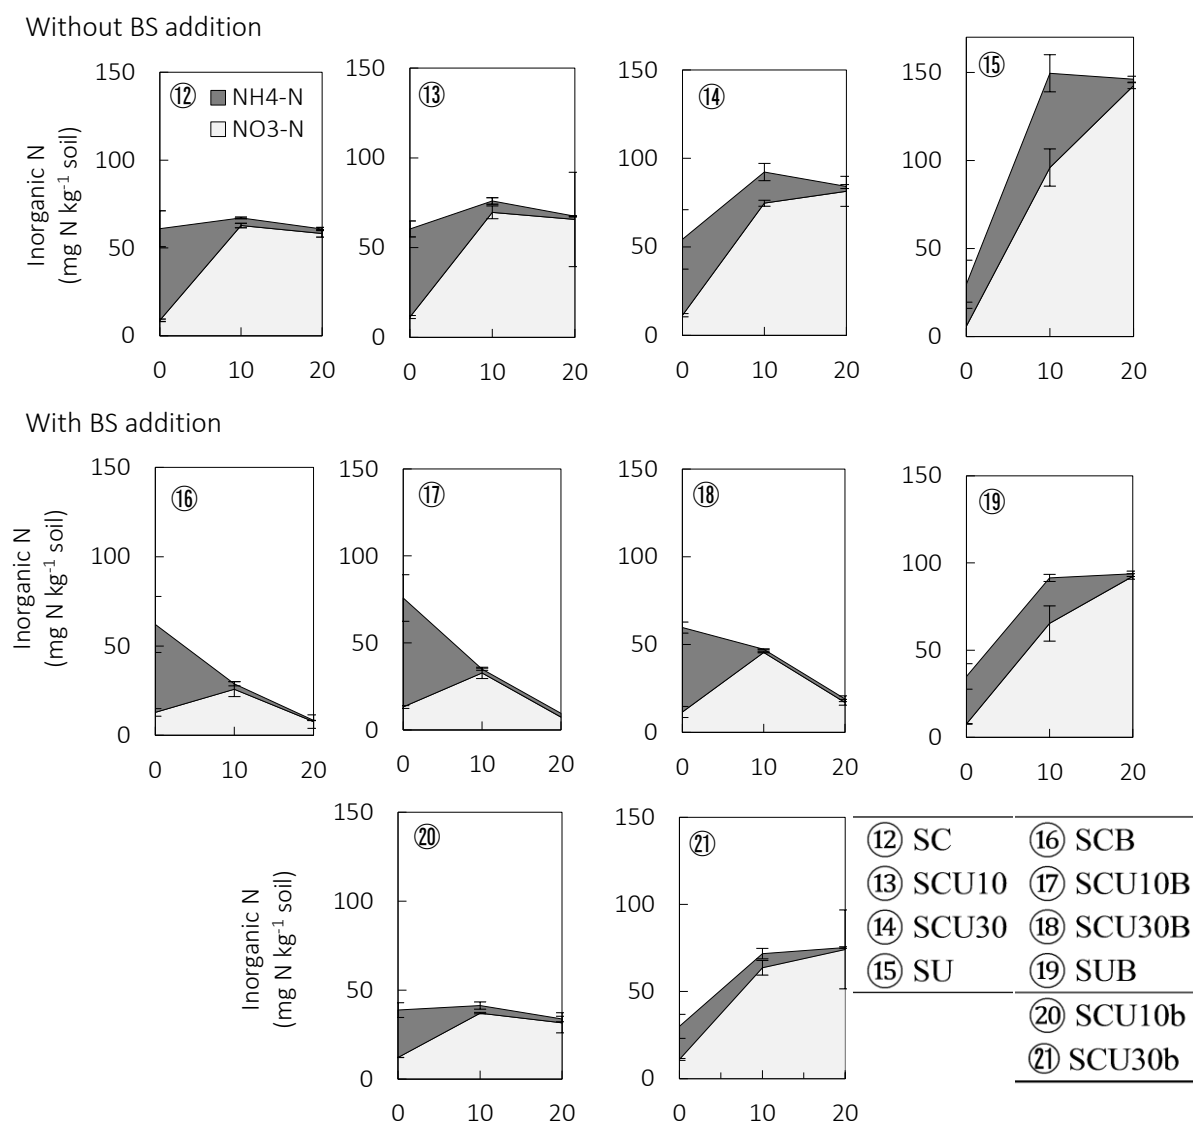 Without BS addition
Inorganic N
(mg N kg⁻¹ soil)
150
100
50
0
⑫
NH4-N
NO3-N
0 10 20
150
100
50
0
⑬
0 10 20
150
100
50
0
⑭
0 10 20
150
100
50
0
⑮
0 10 20
With BS addition
Inorganic N
(mg N kg⁻¹ soil)
150
100
50
0
⑯
0 10 20
150
100
50
0
⑰
0 10 20
150
100
50
0
⑱
0 10 20
150
100
50
0
⑲
0 10 20
Inorganic N
(mg N kg⁻¹ soil)
150
100
50
0
⑳
0 10 20
150
100
50
0
㉑
0 10 20
⑫ SC
⑬ SCU10
⑭ SCU30
⑮ SU
⑯ SCB
⑰ SCU10B
⑱ SCU30B
⑲ SUB
⑳ SCU10b
㉑ SCU30b